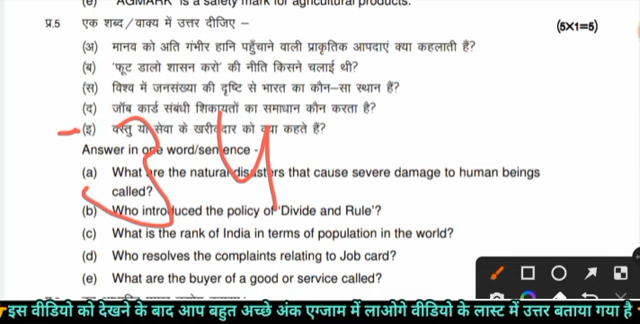 (e) AGMARK is a safety mark for agricultural products.
प्र.5 एक शब्द/वाक्य में उत्तर दीजिए – (5X1=5)
(अ) मानव को अति गंभीर हानि पहुँचाने वाली प्राकृतिक आपदाएं क्या कहलाती हैं?
(ब) 'फूट डालो शासन करो' की नीति किसने चलाई थी?
(स) विश्व में जनसंख्या की दृष्टि से भारत का कौन–सा स्थान हैं?
(द) जॉब कार्ड संबंधी शिकायतों का समाधान कौन करता है?
(इ) वस्तु या सेवा के खरीददार को क्या कहते हैं?
Answer in one word/sentence -
(a) What are the natural disasters that cause severe damage to human beings
called?
(b) Who introduced the policy of 'Divide and Rule'?
(c) What is the rank of India in terms of population in the world?
(d) Who resolves the complaints relating to Job card?
(e) What are the buyer of a good or service called?
इस वीडियो को देखने के बाद आप बहुत अच्छे अंक एग्जाम में लाओगे वीडियो के लास्ट में उत्तर बताया गया है